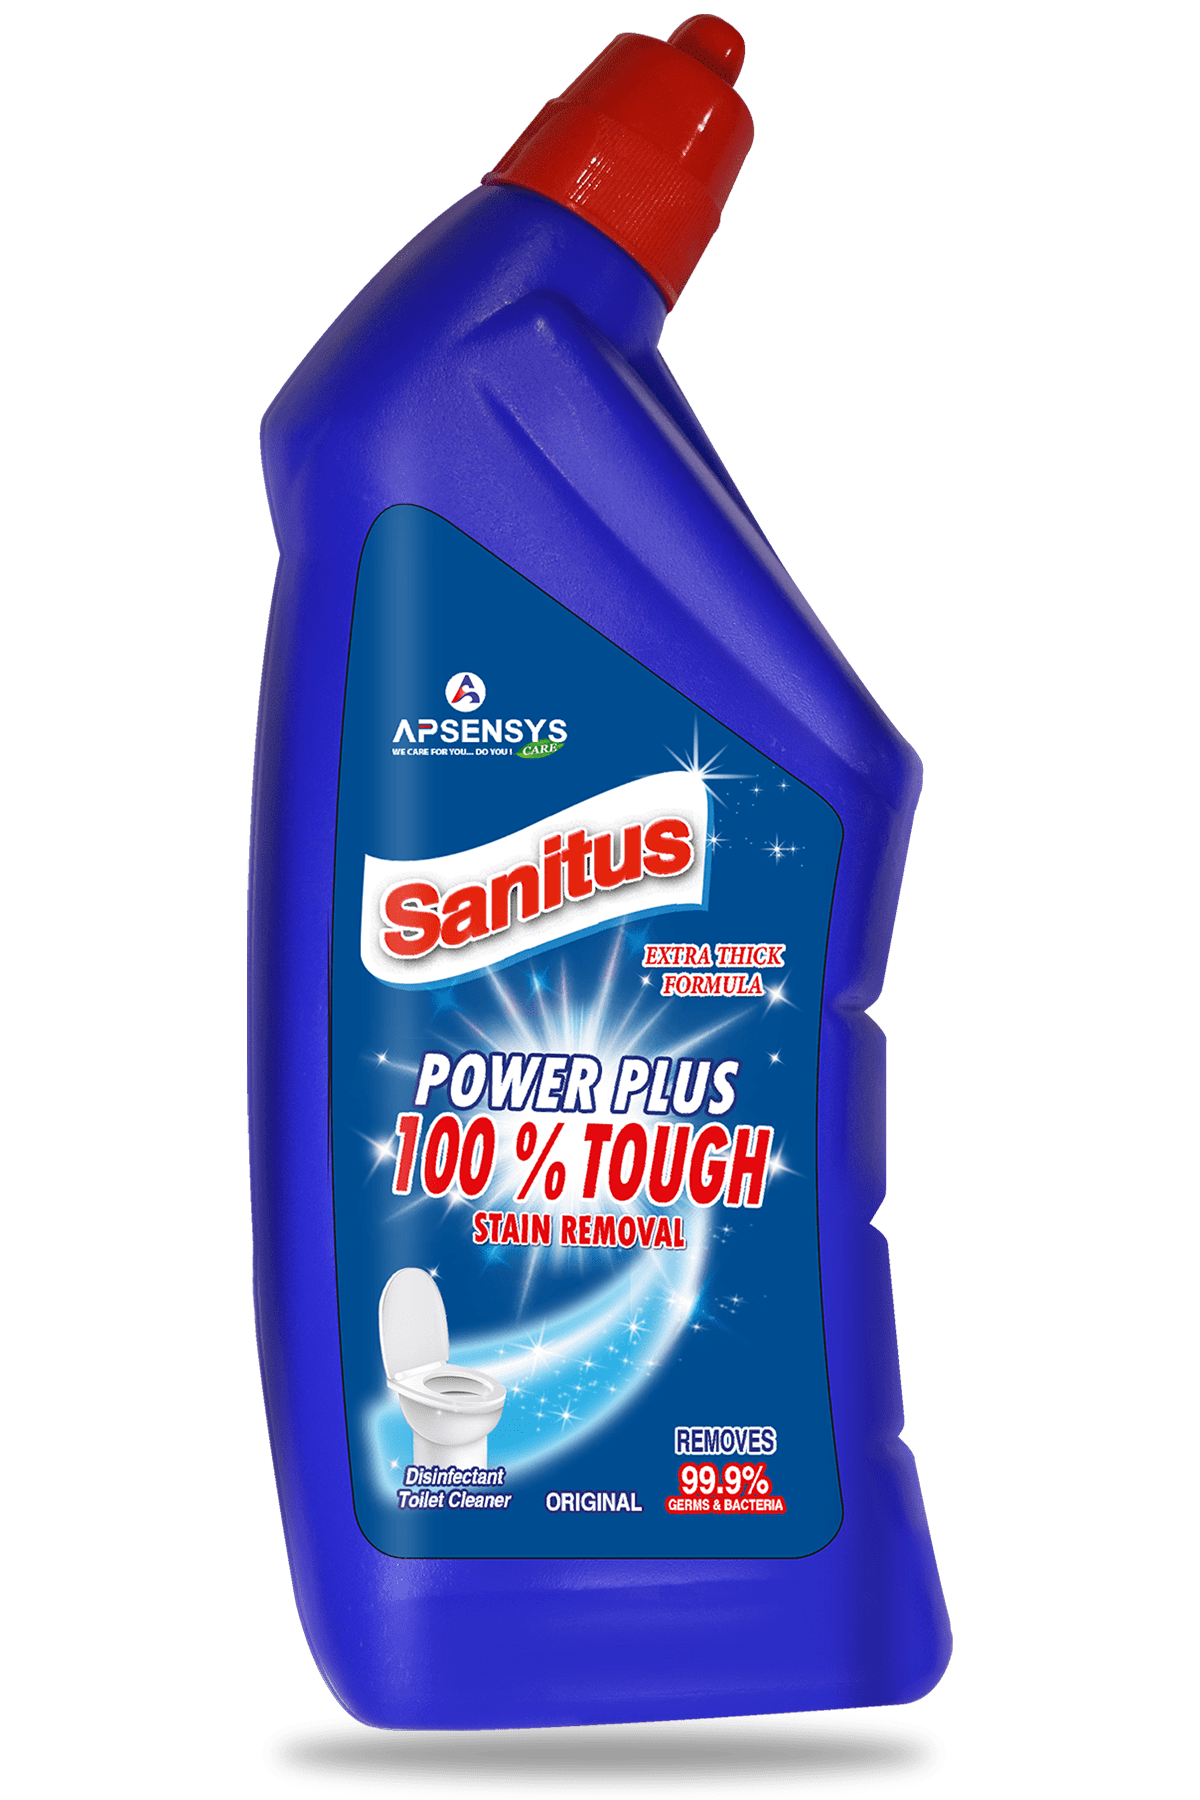 APSENSYS
WE CARE FOR YOU... DO YOU !
CARE
Sanitus
EXTRA THICK
FORMULA
POWER PLUS
100 % TOUGH
STAIN REMOVAL
Disinfectant
Toilet Cleaner
ORIGINAL
REMOVES
99.9%
GERMS & BACTERIA